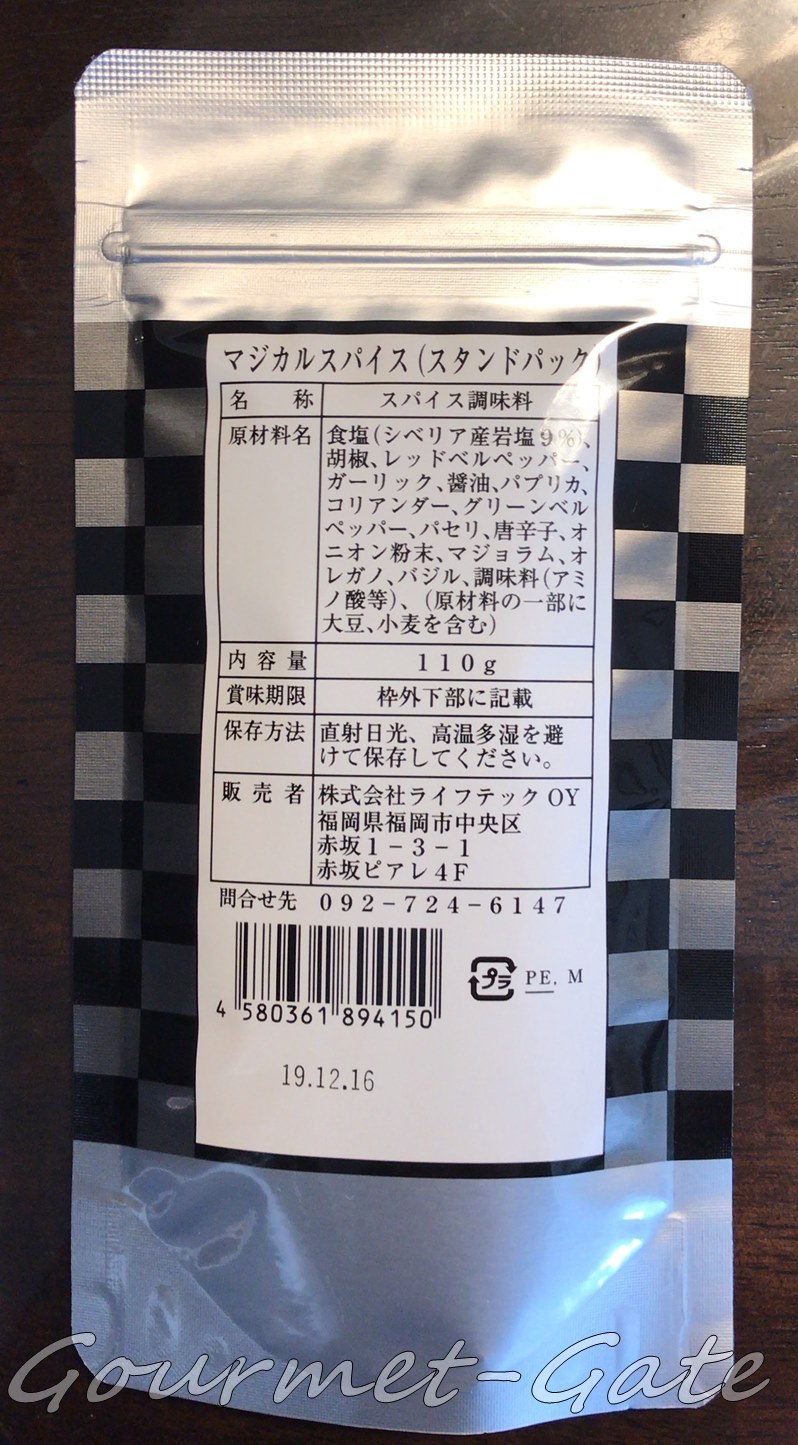 マジカルスパイス(スタンドパック)
名 称 スパイス調味料
原材料名 食塩(シベリア産岩塩9%)、
胡椒、レッドベルペッパー、
ガーリック、醤油、パプリカ、
コリアンダー、グリーンベル
ペッパー、パセリ、唐辛子、オ
ニオン粉末、マジョラム、オ
レガノ、バジル、調味料(アミ
ノ酸等)、(原材料の一部に
大豆、小麦を含む)
内容量 110g
賞味期限 枠外下部に記載
保存方法 直射日光、高温多湿を避
けて保存してください。
販売者 株式会社ライフテックOY
福岡県福岡市中央区
赤坂1-3-1
赤坂ピアレ4F
問合せ先 092-724-6147
プラ PE, M
4 580361 894150
19.12.16
Gourmet-Gate